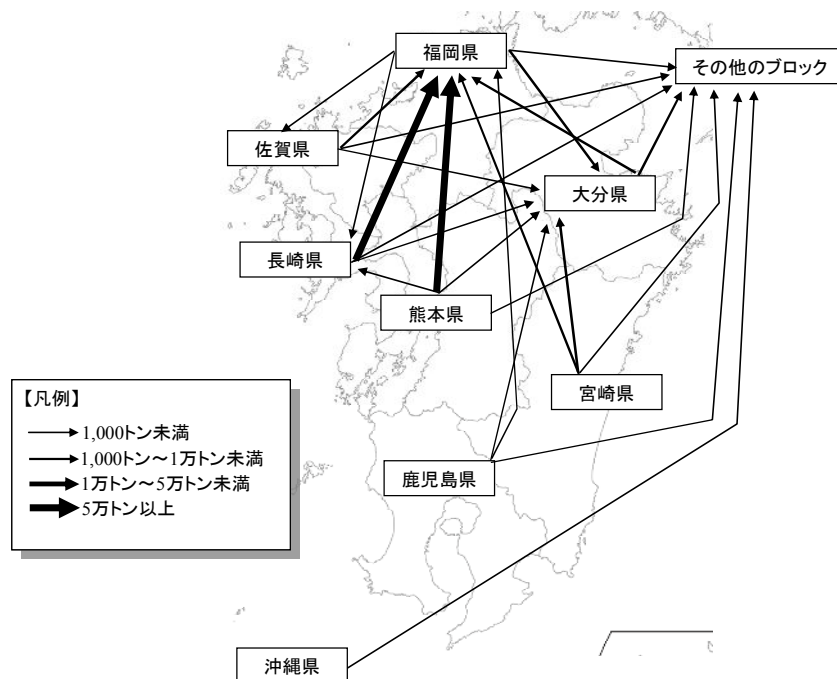 福岡県
その他のブロック
佐賀県
大分県
長崎県
熊本県
宮崎県
【凡例】
1,000トン未満
1,000トン～1万トン未満
1万トン～5万トン未満
5万トン以上
鹿児島県
沖縄県